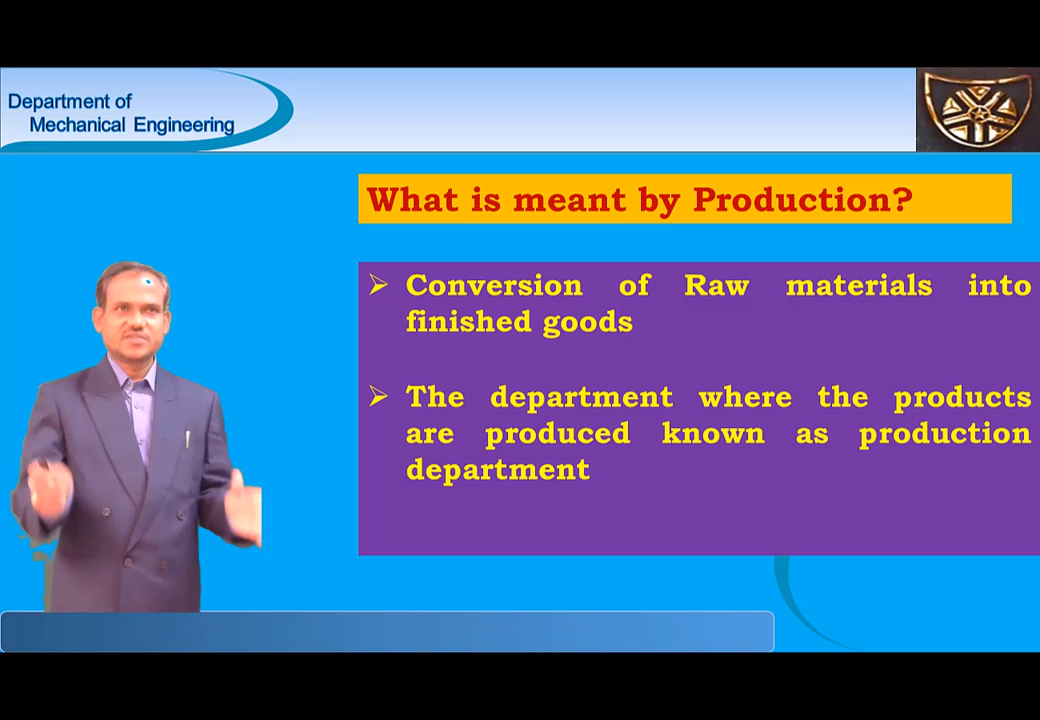 Department of
Mechanical Engineering
What is meant by Production?
➢ Conversion of Raw materials into
finished goods
➢ The department where the products
are produced known as production
department